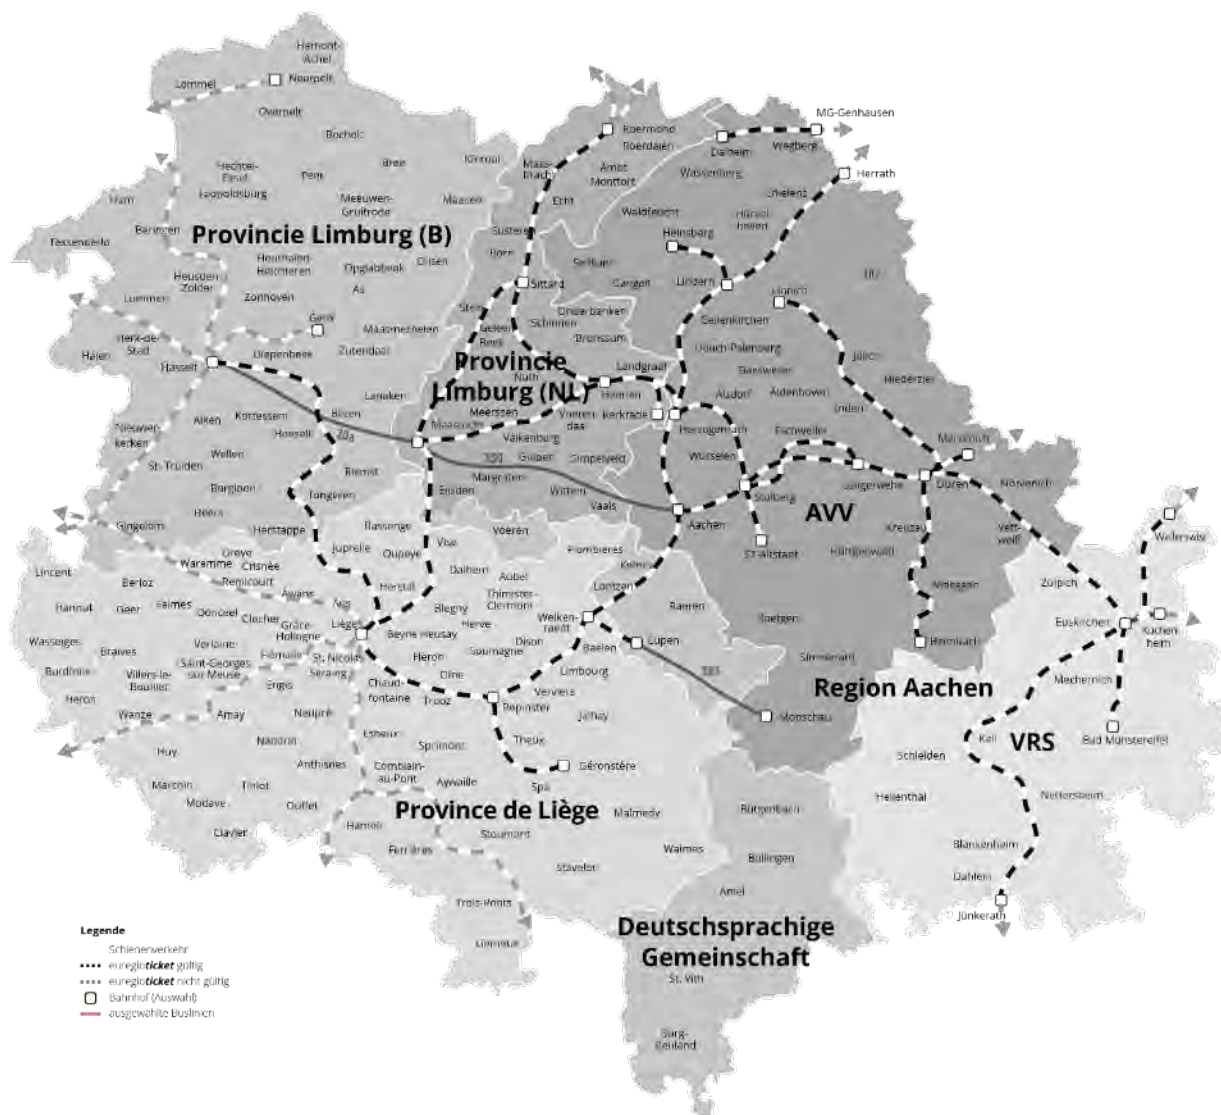 Hamont-
Achel
Lommel
Neerpelt
Overpelt
Bocholt
MG-Genhausen
Roermond
Roerdalen
Dalheim
Wegberg
Wassenberg
Herrath
Hechtel-
Eksel
Leopoldsburg
Peer
Bree
Kinrooi
Maas-
bracht
Ambt
Montfort
Echt
Erkelenz
Ham
Meeuwen-
Gruitrode
Maaseik
Waldfeucht
Hückel-
hoven
Heinsberg
Beringen
Provincie Limburg (B)
Tessenderlo
Susteren
Born
Selfkant
Houthalen-
Helchteren
Opglabbeek
Dilsen
Heusden
Zolder
As
Sittard
Gangelt
Lindern
Linnich
Lummen
Zonhoven
Genk
Maasmechelen
Stein
Geleen
Beek
Schinnen
Onderbanken
Brunssum
Geilenkirchen
Herk-de-
Stad
Halen
Hasselt
Diepenbeek
Zutendaal
Provincie
Limburg (NL)
Nuth
Landgraaf
Heerlen
Übach-Palenberg
Baesweiler
Jülich
Niederzier
Alsdorf
Aldenhoven
Inden
Lanaken
Alken
Kortessem
Bilzen
Hoeselt
20a
Maastricht
Meerssen
Valkenburg
Voeren-
daal
Kerkrade
Herzogenrath
Eschweiler
Merzenich
Nieuwer-
kerken
Würselen
St-Truiden
Wellen
Riemst
350
Gulpen
Simpelveld
Margraten
Wittem
Vaals
Eijsden
Langerwehe
Düren
Nörvenich
Stolberg
Borgloon
Tongeren
Heers
Herstappe
Gingelom
Aachen
AVV
Bassenge
Voeren
Kreuzau
Vett-
weiß
Weilerswist
Lincent
Oreye
Waremme
Crisnée
Remicourt
Juprelle
Oupeye
Visé
Dalhem
Aubel
Plombières
Kelmis
ST-Altstadt
Hürtgenwald
Berloz
Hannut
Geer
Faimes
Donceel
Awans
Ans
Herstal
Blegny
Thimister-
Clermont
Lontzen
Raeren
Nideggen
Zülpich
Wasseiges
Braives
Verlaine
Grâce-
Hollogne
Liège
Beyne Heusay
Herve
Welken-
raedt
Eupen
Roetgen
Heimbach
Euskirchen
Kuchen-
heim
Burdinne
Villers-le-
Bouillet
Saint-Georges
sur Meuse
Flémalle
St. Nicolas
Seraing
Soumagne
Dison
Baelen
Limbourg
Simmerath
Héron
Engis
Chaud-
fontaine
Olne
Trooz
Verviers
385
Region Aachen
Mechernich
Wanze
Amay
Neupré
Pepinster
Jalhay
Monschau
Huy
Nandrin
Esneux
Sprimont
Theux
Kall
VRS
Bad Münstereifel
Anthisnes
Comblain-
au-Pont
Aywaille
Géronstère
Spa
Schleiden
Marchin
Modave
Tinlot
Ouffet
Hellenthal
Nettersheim
Province de Liège
Malmedy
Bütgenbach
Clavier
Hamoir
Stoumont
Ferrières
Waimes
Büllingen
Blankenheim
Stavelot
Dahlem
Amel
Trois-Ponts
Jünkerath
Deutschsprachige
Gemeinschaft
Lierneux
St. Vith
Burg-
Reuland
Legende
Schienenverkehr
euregioticket gültig
euregioticket nicht gültig
Bahnhof (Auswahl)
ausgewählte Buslinien